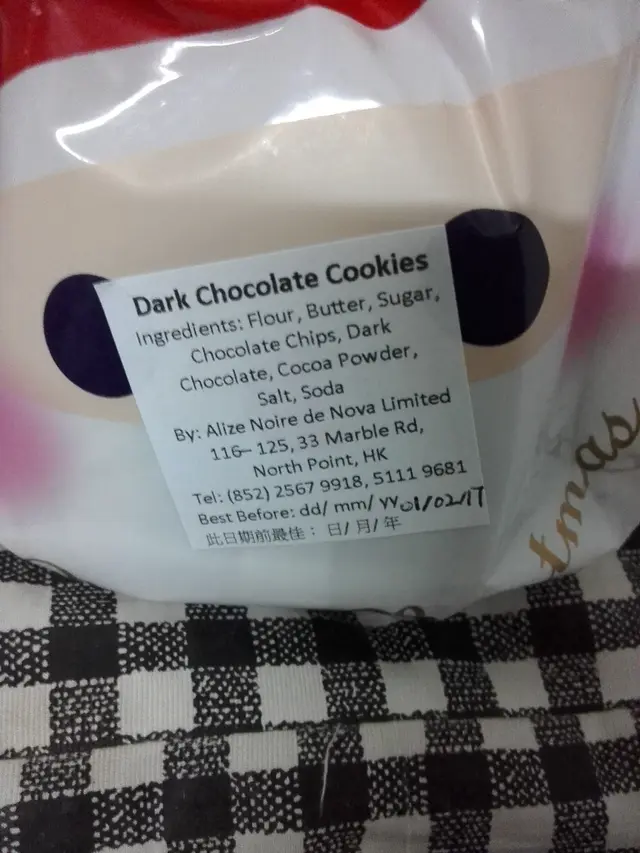 Dark Chocolate Cookies
Ingredients: Flour, Butter, Sugar,
Chocolate Chips, Dark
Chocolate, Cocoa Powder,
Salt, Soda
By: Alize Noire de Nova Limited
116– 125, 33 Marble Rd,
North Point, HK
Tel: (852) 2567 9918, 5111 9681
Best Before: dd/ mm/ YY 01/02/17
此日期前最佳： 日/ 月/ 年
tmas